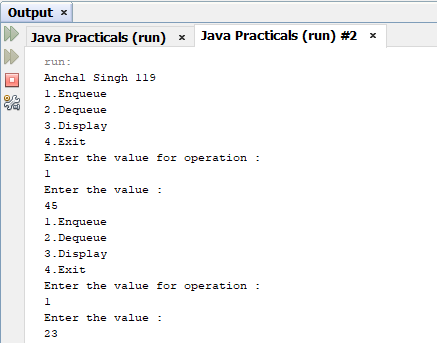 Output ×
Java Practicals (run) × Java Practicals (run) #2 ×
run:
Anchal Singh 119
1.Enqueue
2.Dequeue
3.Display
4.Exit
Enter the value for operation :
1
Enter the value :
45
1.Enqueue
2.Dequeue
3.Display
4.Exit
Enter the value for operation :
1
Enter the value :
23